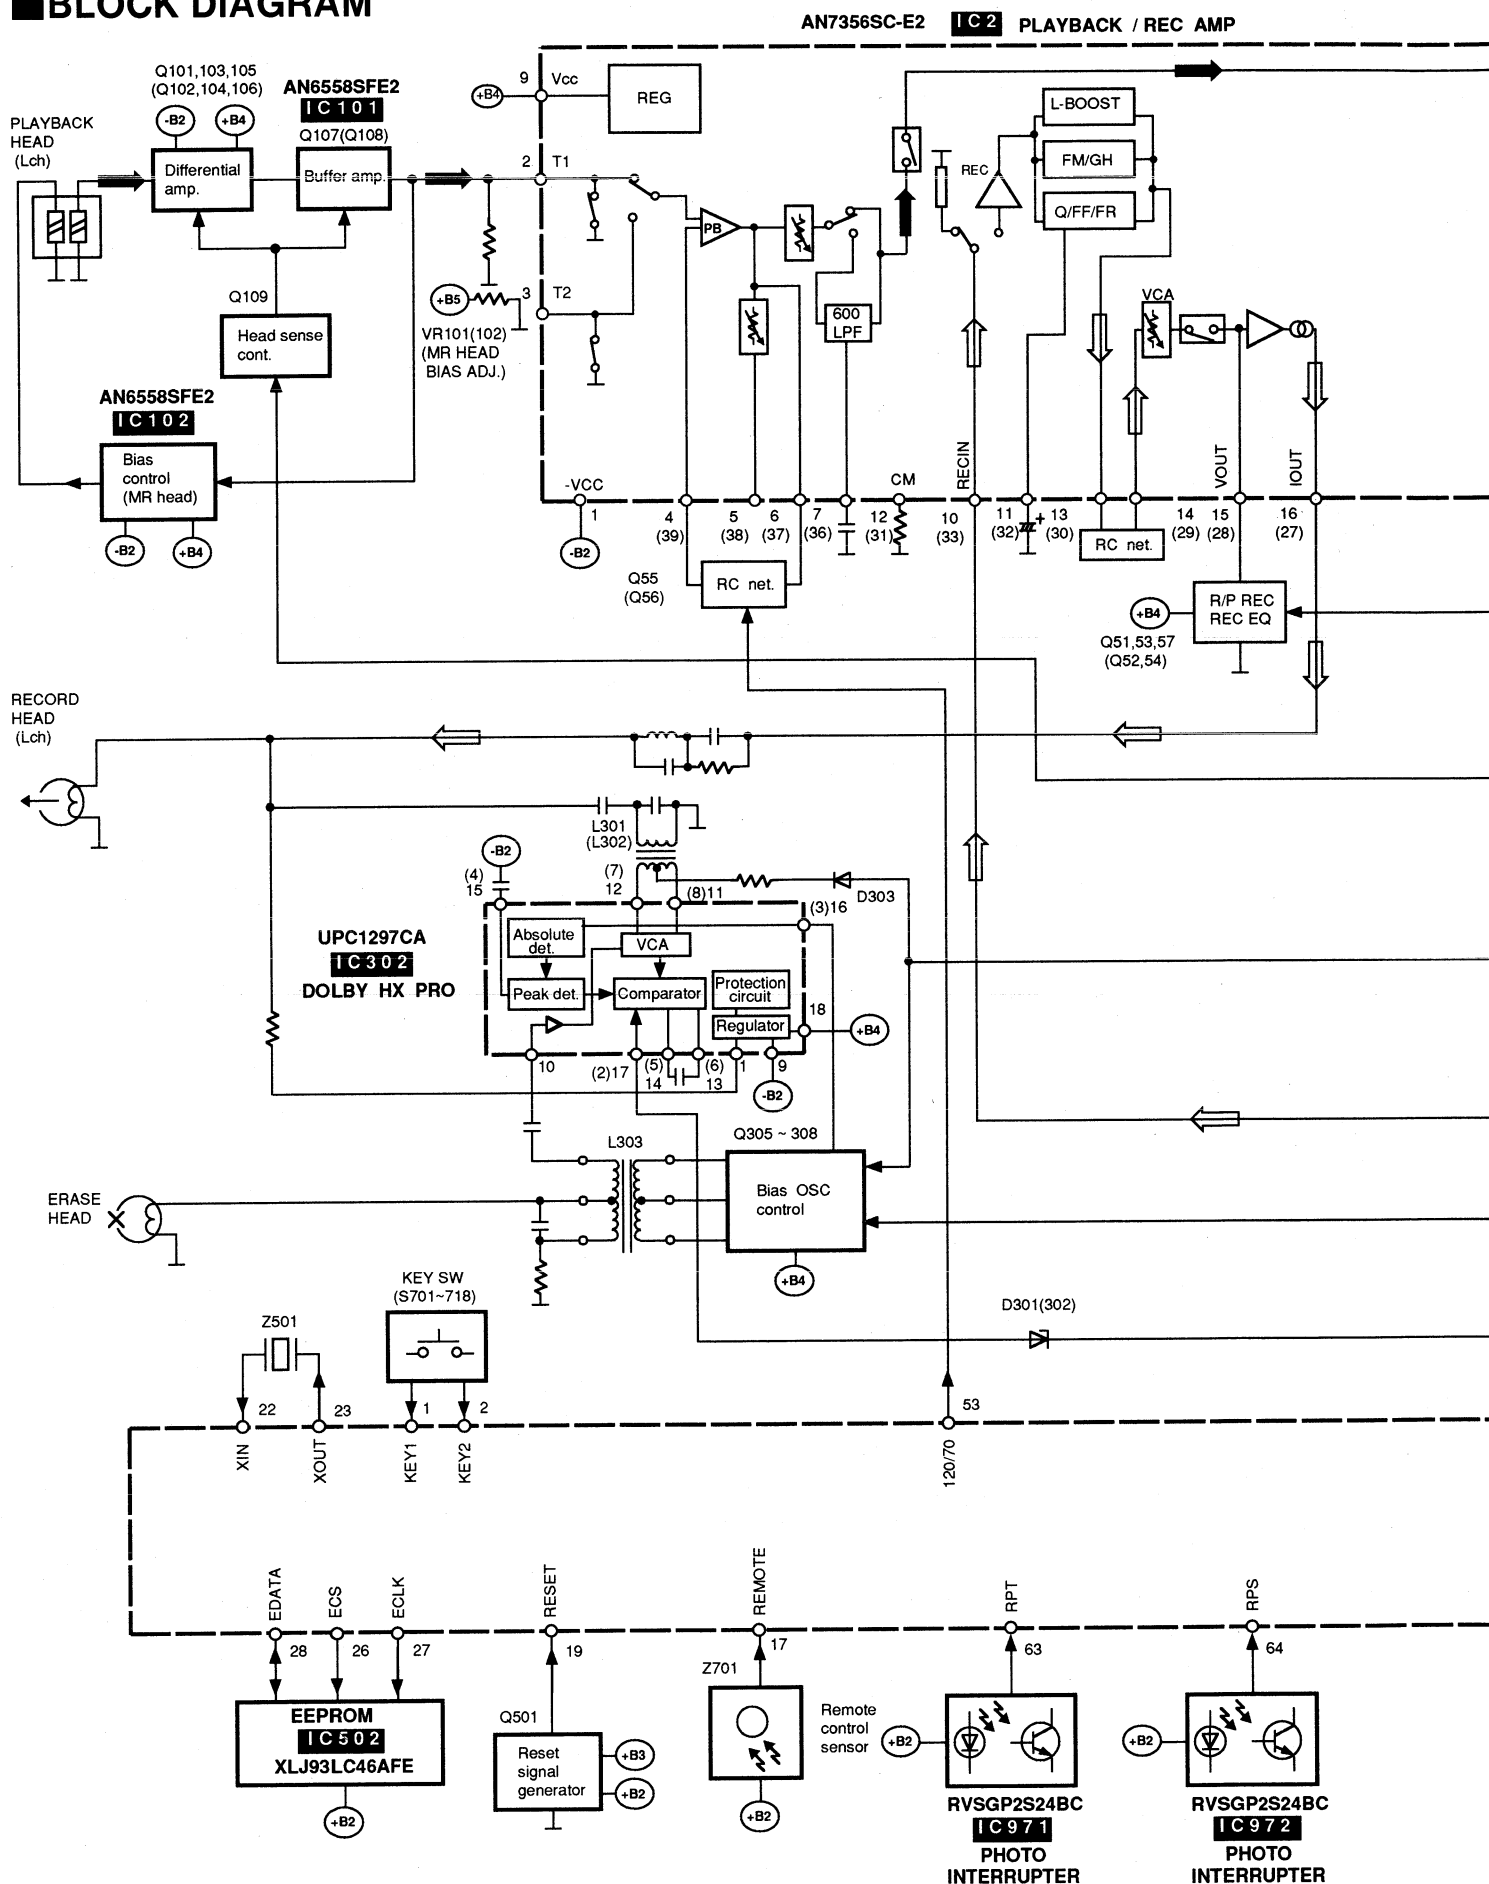 BLOCK DIAGRAM
AN7356SC-E2 IC2 PLAYBACK / REC AMP
Q101,103,105
(Q102,104,106)
-B2
+B4
AN6558SFE2
IC101
Q107(Q108)
PLAYBACK
HEAD
(Lch)
Differential
amp.
Buffer amp.
Q109
Head sense
cont.
AN6558SFE2
IC102
Bias
control
(MR head)
-B2
+B4
+B4
9
Vcc
REG
2
T1
+B5
3
T2
VR101(102)
(MR HEAD
BIAS ADJ.)
PB
600
LPF
REC
L-BOOST
FM/GH
Q/FF/FR
VCA
-VCC
CM
RECIN
VOUT
IOUT
1
-B2
4
(39)
5
(38)
6
(37)
7
(36)
12
(31)
10
(33)
11
(32)
+
13
(30)
14
(29)
15
(28)
16
(27)
RC net.
Q55
(Q56)
RC net.
+B4
R/P REC
REC EQ
Q51,53,57
(Q52,54)
RECORD
HEAD
(Lch)
L301
(L302)
-B2
(4)
15
(7)
12
(8)11
D303
(3)16
UPC1297CA
IC302
DOLBY HX PRO
Absolute
det.
VCA
Peak det.
Comparator
Protection
circuit
Regulator
18
+B4
10
(2)17
(5)
14
(6)
13
1
9
-B2
Q305 ~ 308
L303
Bias OSC
control
+B4
ERASE
HEAD
KEY SW
(S701~718)
D301(302)
Z501
22
23
1
2
53
XIN
XOUT
KEY1
KEY2
120/70
EDATA
ECS
ECLK
RESET
REMOTE
RPT
RPS
28
26
27
19
17
63
64
EEPROM
IC502
XLJ93LC46AFE
+B2
Q501
Reset
signal
generator
+B3
+B2
Z701
Remote
control
sensor
+B2
+B2
RVSGP2S24BC
IC971
PHOTO
INTERRUPTER
+B2
RVSGP2S24BC
IC972
PHOTO
INTERRUPTER